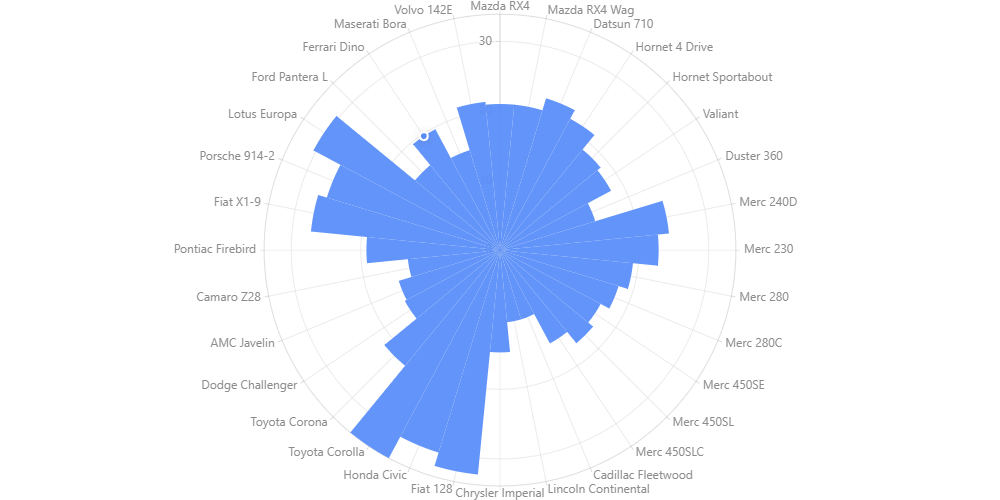 Mazda RX4
Mazda RX4 Wag
Datsun 710
Hornet 4 Drive
Hornet Sportabout
Valiant
Duster 360
Merc 240D
Merc 230
Merc 280
Merc 280C
Merc 450SE
Merc 450SL
Merc 450SLC
Cadillac Fleetwood
Lincoln Continental
Chrysler Imperial
Fiat 128
Honda Civic
Toyota Corolla
Toyota Corona
Dodge Challenger
AMC Javelin
Camaro Z28
Pontiac Firebird
Fiat X1-9
Porsche 914-2
Lotus Europa
Ford Pantera L
Ferrari Dino
Maserati Bora
Volvo 142E
30